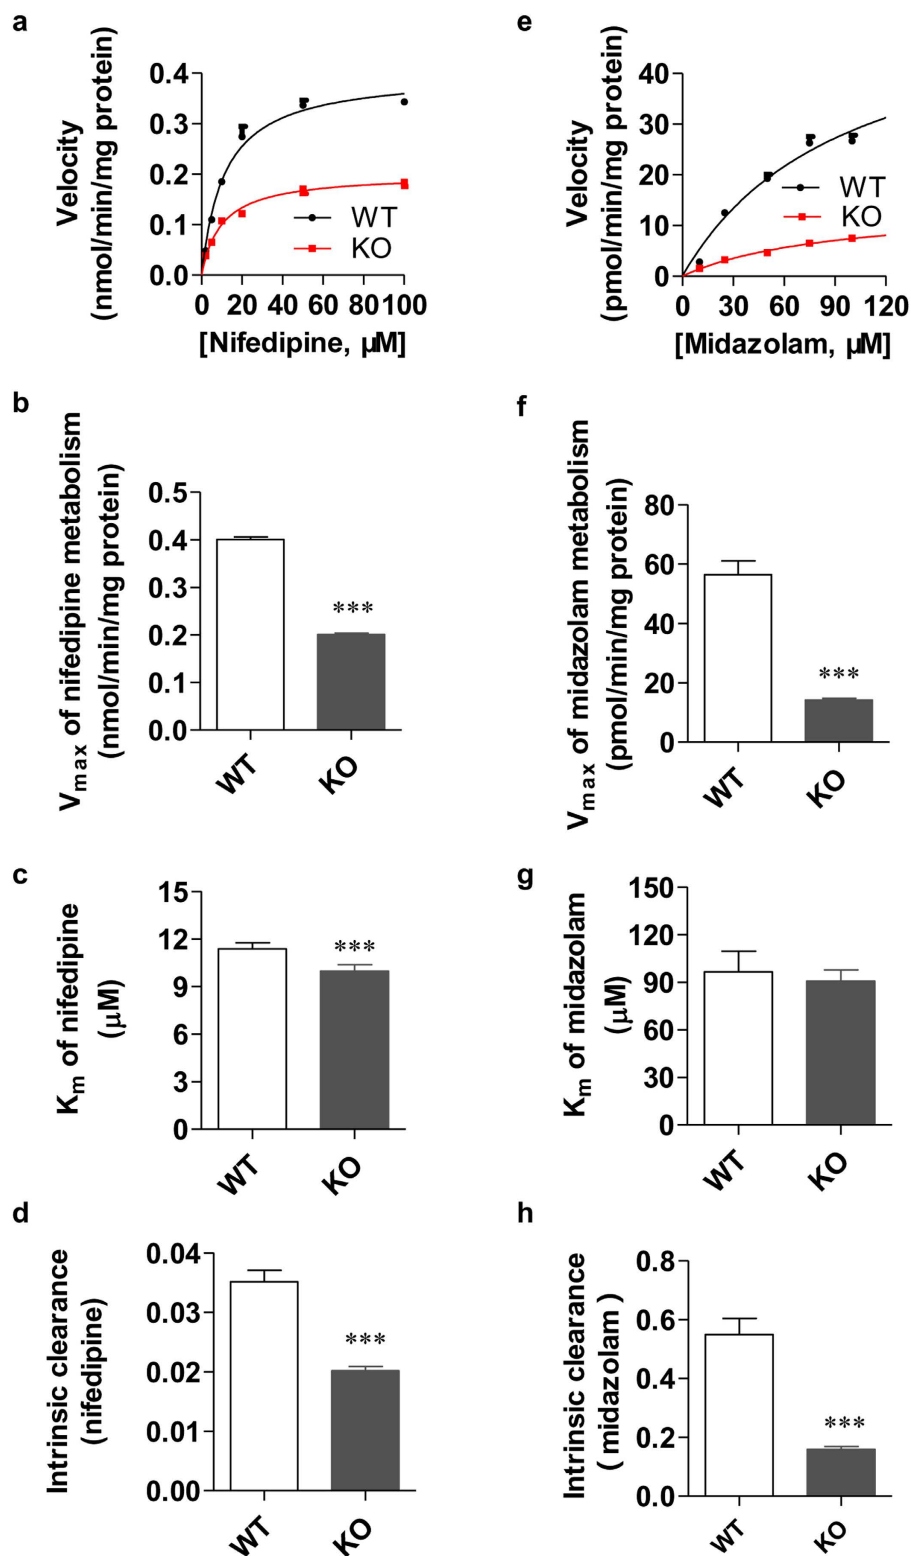 a
Velocity
(nmol/min/mg protein)
0.4
0.3
0.2
0.1
0.0
WT
KO
0 20 40 60 80 100
[Nifedipine, µM]
e
Velocity
(pmol/min/mg protein)
40
30
20
10
0
WT
KO
0 30 60 90 120
[Midazolam, µM]
b
Vmax of nifedipine metabolism
(nmol/min/mg protein)
0.5
0.4
0.3
0.2
0.1
0.0
***
WT KO
f
Vmax of midazolam metabolism
(pmol/min/mg protein)
80
60
40
20
0
***
WT KO
c
Km of nifedipine
(µM)
15
12
9
6
3
0
***
WT KO
g
Km of midazolam
(µM)
150
120
90
60
30
0
WT KO
d
Intrinsic clearance
(nifedipine)
0.04
0.03
0.02
0.01
0.00
***
WT KO
h
Intrinsic clearance
( midazolam )
0.8
0.6
0.4
0.2
0.0
***
WT KO